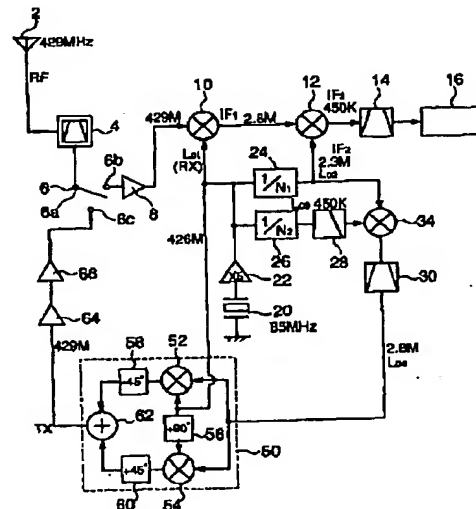 2
429MHz
RF
4
6
6a
6b
6c
8
429M
10
IF1
2.8M
12
IF2
450K
14
16
Lo1
(RX)
24
1/N1
IF2
2.3M
Lo2
426M
1/N2
26
450K
28
34
22
20
85MHz
30
66
64
429M
58
52
-45°
62
+90°
56
TX
+45°
60
54
50
2.8M
Lo4